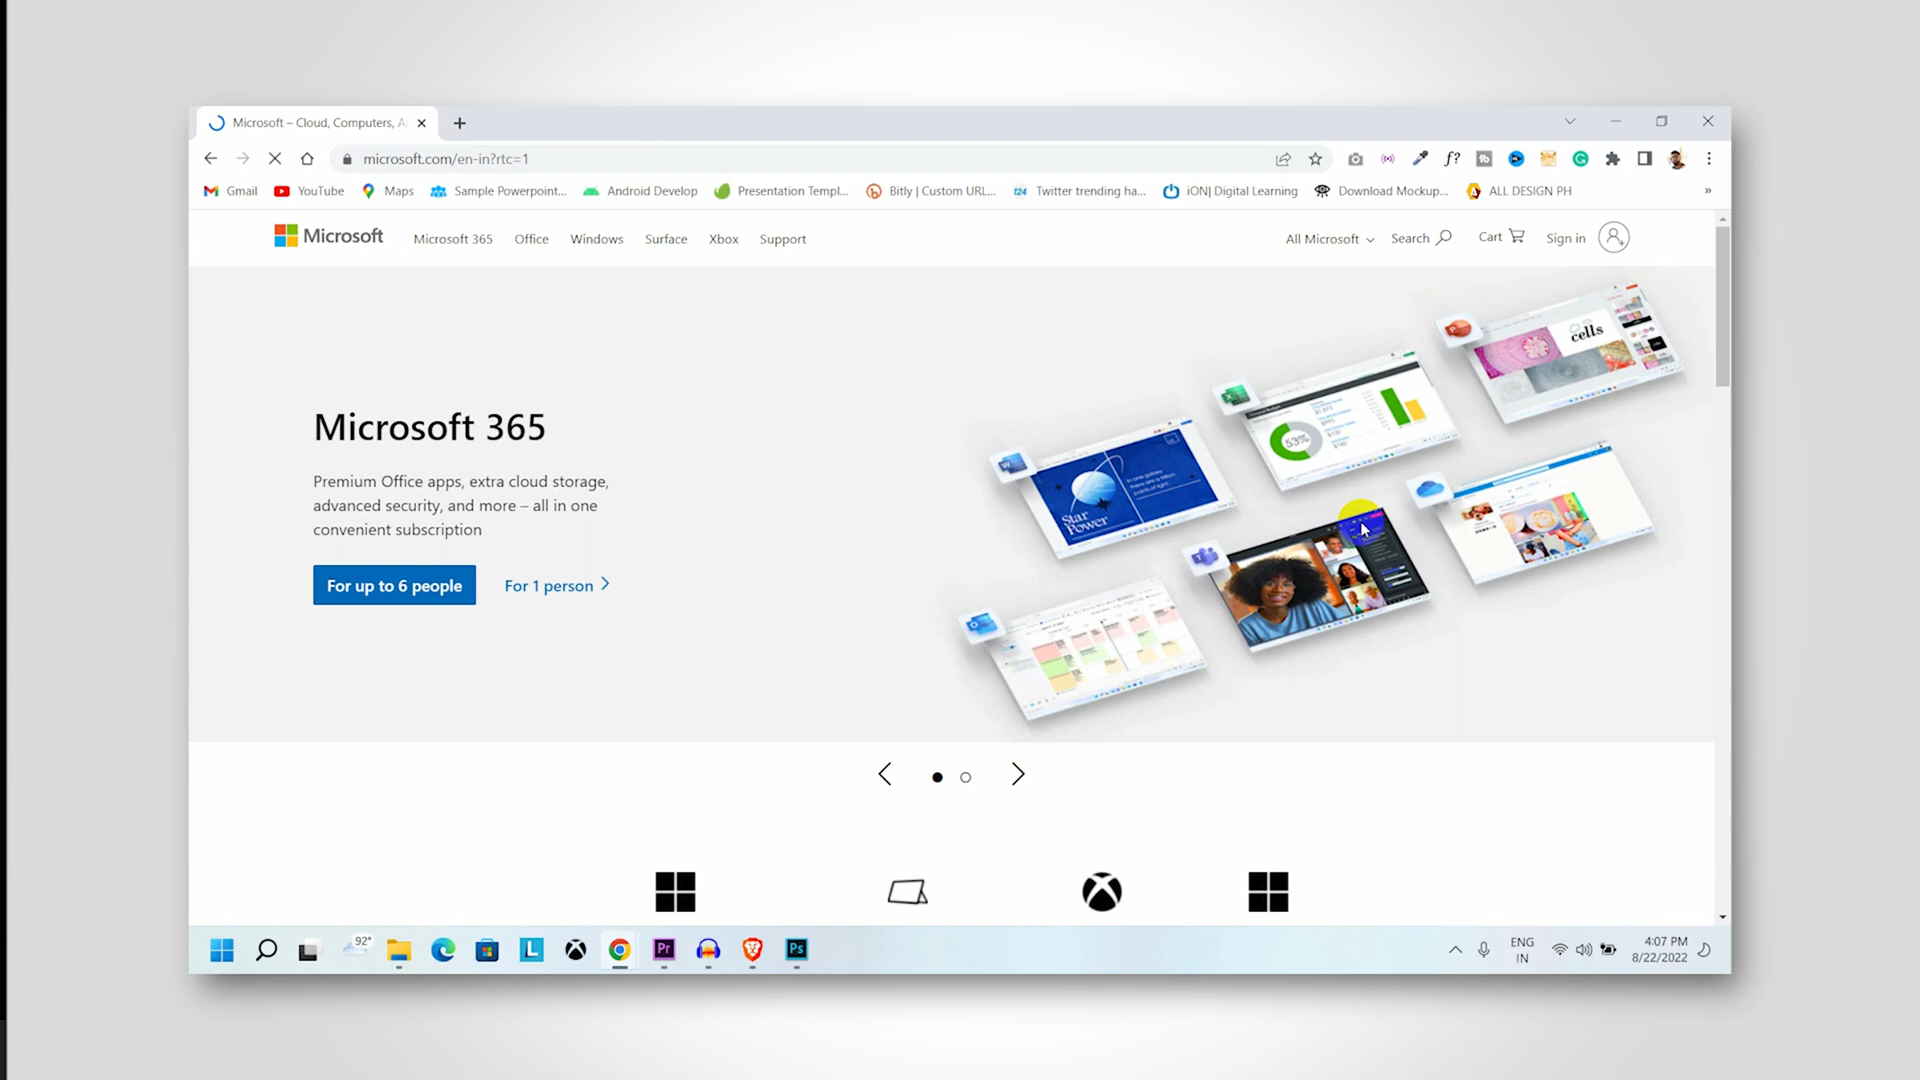 Microsoft – Cloud, Computers, A
microsoft.com/en-in?rtc=1
Gmail YouTube Maps Sample Powerpoint... Android Develop Presentation Templ... Bitly | Custom URL... Twitter trending ha... iON| Digital Learning Download Mockup... ALL DESIGN PH »
Microsoft Microsoft 365 Office Windows Surface Xbox Support All Microsoft Search Cart Sign in
cells
53%
Star
Power
Microsoft 365
Premium Office apps, extra cloud storage,
advanced security, and more – all in one
convenient subscription
For up to 6 people For 1 person
92°
Pr
Ps
ENG
IN
4:07 PM
8/22/2022